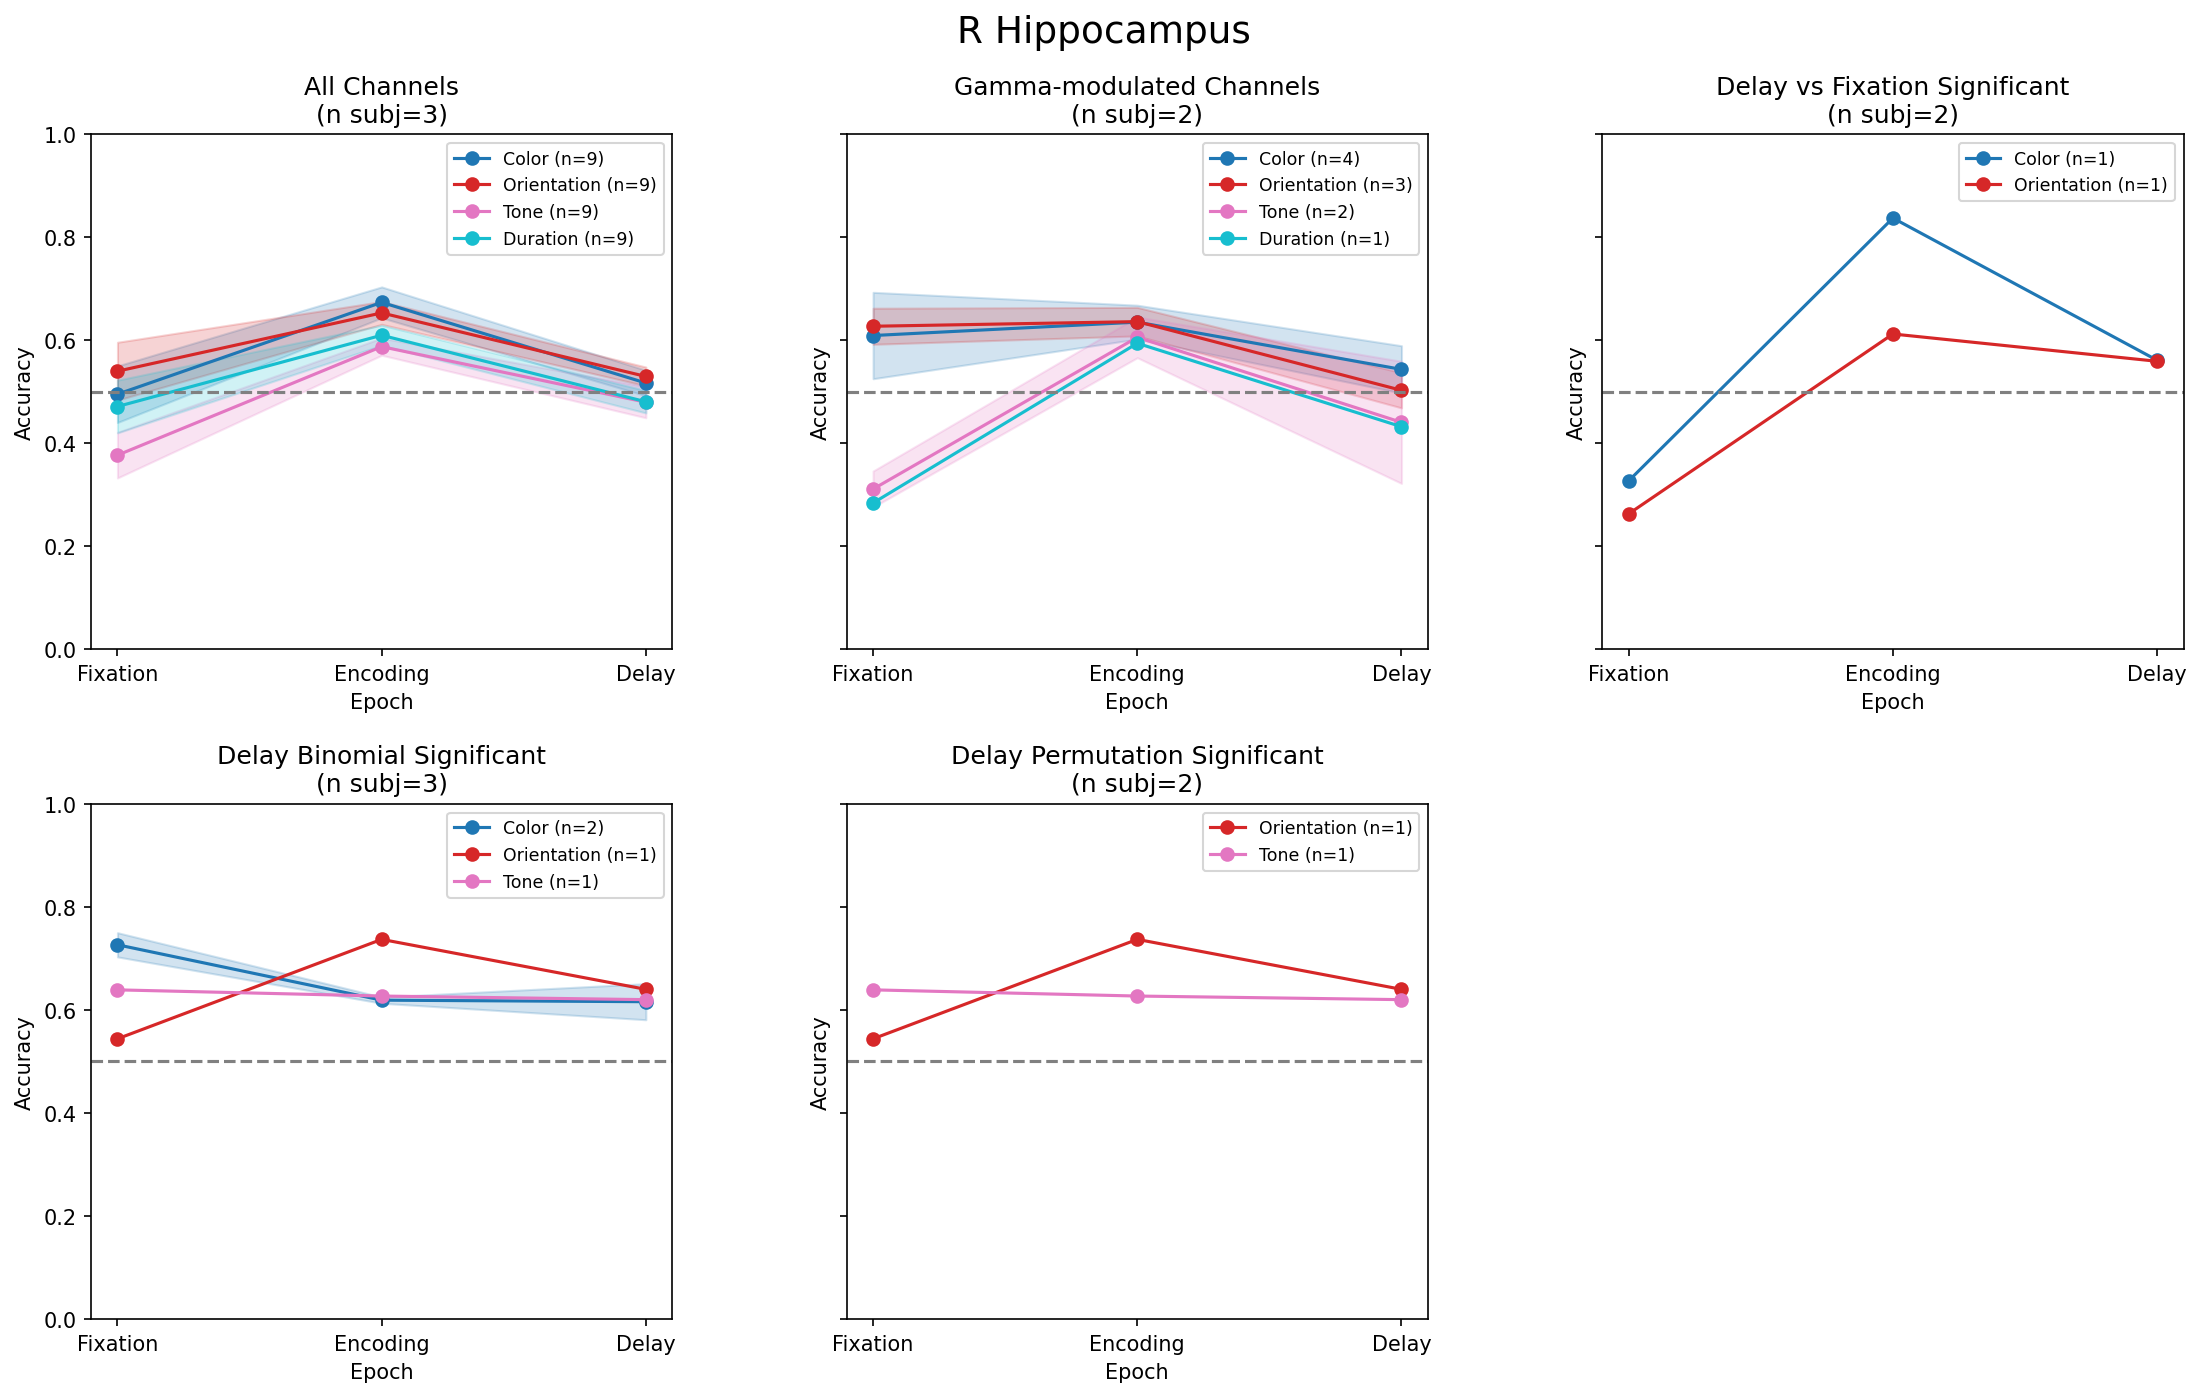 R Hippocampus
All Channels
(n subj=3)
Color (n=9)
Orientation (n=9)
Tone (n=9)
Duration (n=9)
1.0
0.8
0.6
0.4
0.2
0.0
Accuracy
Fixation Encoding Delay
Epoch
Gamma-modulated Channels
(n subj=2)
Color (n=4)
Orientation (n=3)
Tone (n=2)
Duration (n=1)
Accuracy
Fixation Encoding Delay
Epoch
Delay vs Fixation Significant
(n subj=2)
Color (n=1)
Orientation (n=1)
Accuracy
Fixation Encoding Delay
Epoch
Delay Binomial Significant
(n subj=3)
Color (n=2)
Orientation (n=1)
Tone (n=1)
1.0
0.8
0.6
0.4
0.2
0.0
Accuracy
Fixation Encoding Delay
Epoch
Delay Permutation Significant
(n subj=2)
Orientation (n=1)
Tone (n=1)
Accuracy
Fixation Encoding Delay
Epoch